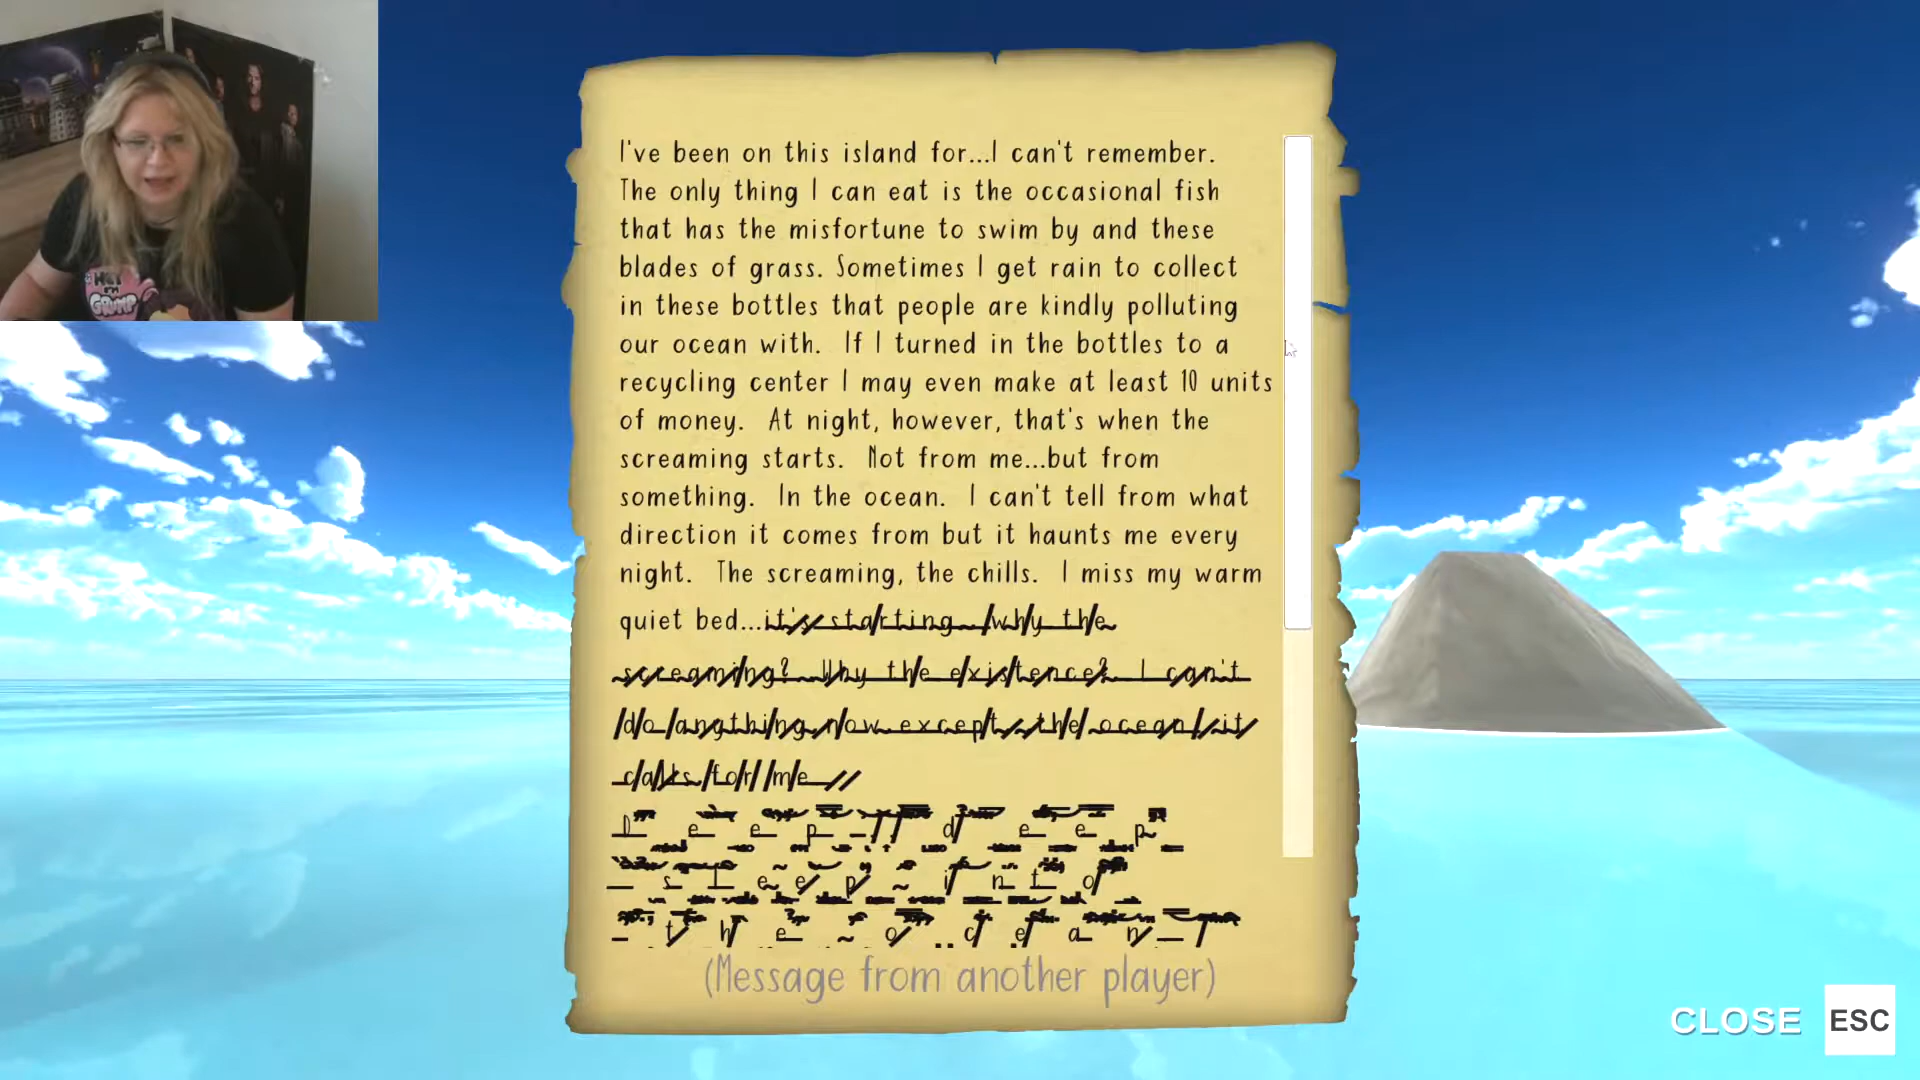 I've been on this island for...I can't remember.
The only thing I can eat is the occasional fish
that has the misfortune to swim by and these
blades of grass. Sometimes I get rain to collect
in these bottles that people are kindly polluting
our ocean with. If I turned in the bottles to a
recycling center I may even make at least 10 units
of money. At night, however, that's when the
screaming starts. Not from me...but from
something. In the ocean. I can't tell from what
direction it comes from but it haunts me every
night. The screaming, the chills. I miss my warm
quiet bed...it's starting why the
screaming? Why the existence? I can't
do anything now except the ocean it
calls for me
D e e p d e e p
s l e e p i n t o
t h e o c e a n
(Message from another player)
CLOSE ESC